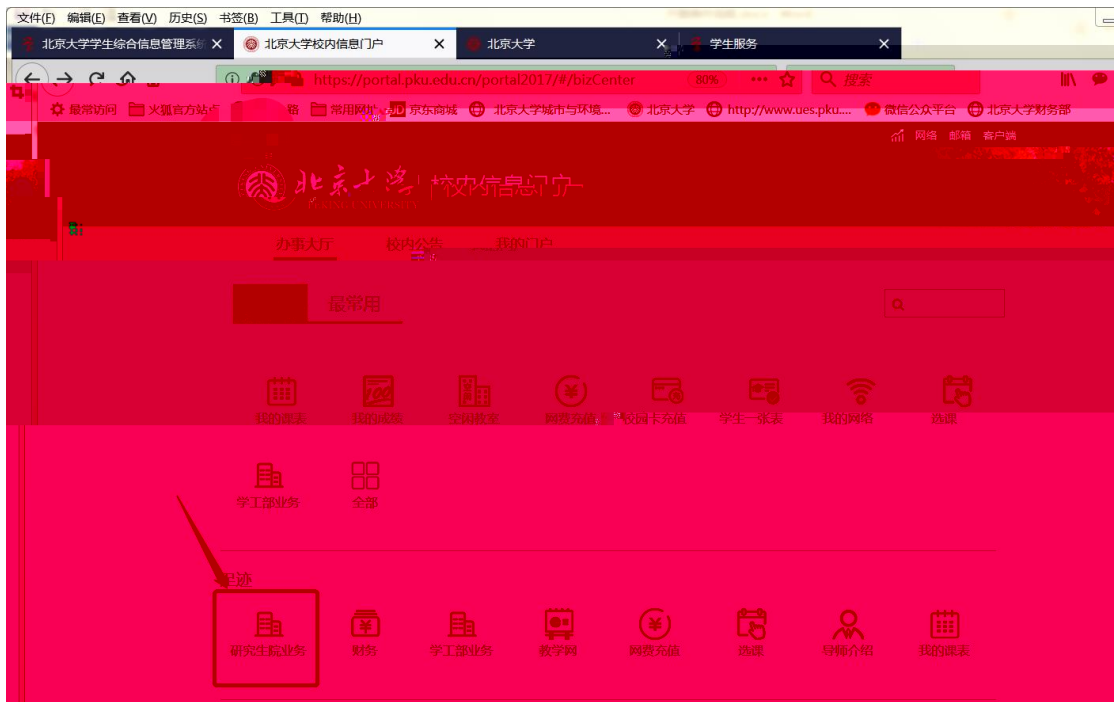 文件(F) 编辑(E) 查看(V) 历史(S) 书签(B) 工具(T) 帮助(H)
北京大学学生综合信息管理系统 北京大学校内信息门户 北京大学 学生服务
https://portal.pku.edu.cn/portal2017/#/bizCenter 80% 搜索
最常访问 火狐官方站点 常用网址 京东商城 北京大学城市与环境... 北京大学 http://www.ues.pku.... 微信公众平台 北京大学财务部
网络 邮箱 客户端
北京大学 校内信息门户
PEKING UNIVERSITY
办事大厅 校内公告 我的门户
最常用
我的课表 我的成绩 空闲教室 网费充值 校园卡充值 学生一张表 我的网络 选课
学工部业务 全部
足迹
研究生院业务 财务 学工部业务 教学网 网费充值 选课 导师介绍 我的课表